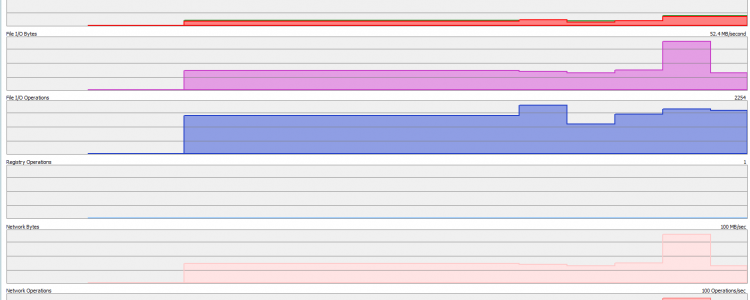 File I/O Bytes 52.4 MB/second
File I/O Operations 2254
Registry Operations 1
Network Bytes 100 MB/sec
Network Operations 100 Operations/sec